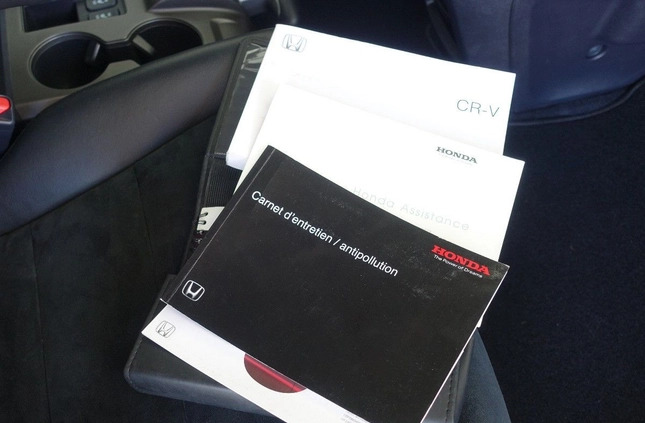 CR-V
HONDA
Honda Assistance
Carnet d'entretien / antipollution
HONDA
The Power of Dreams